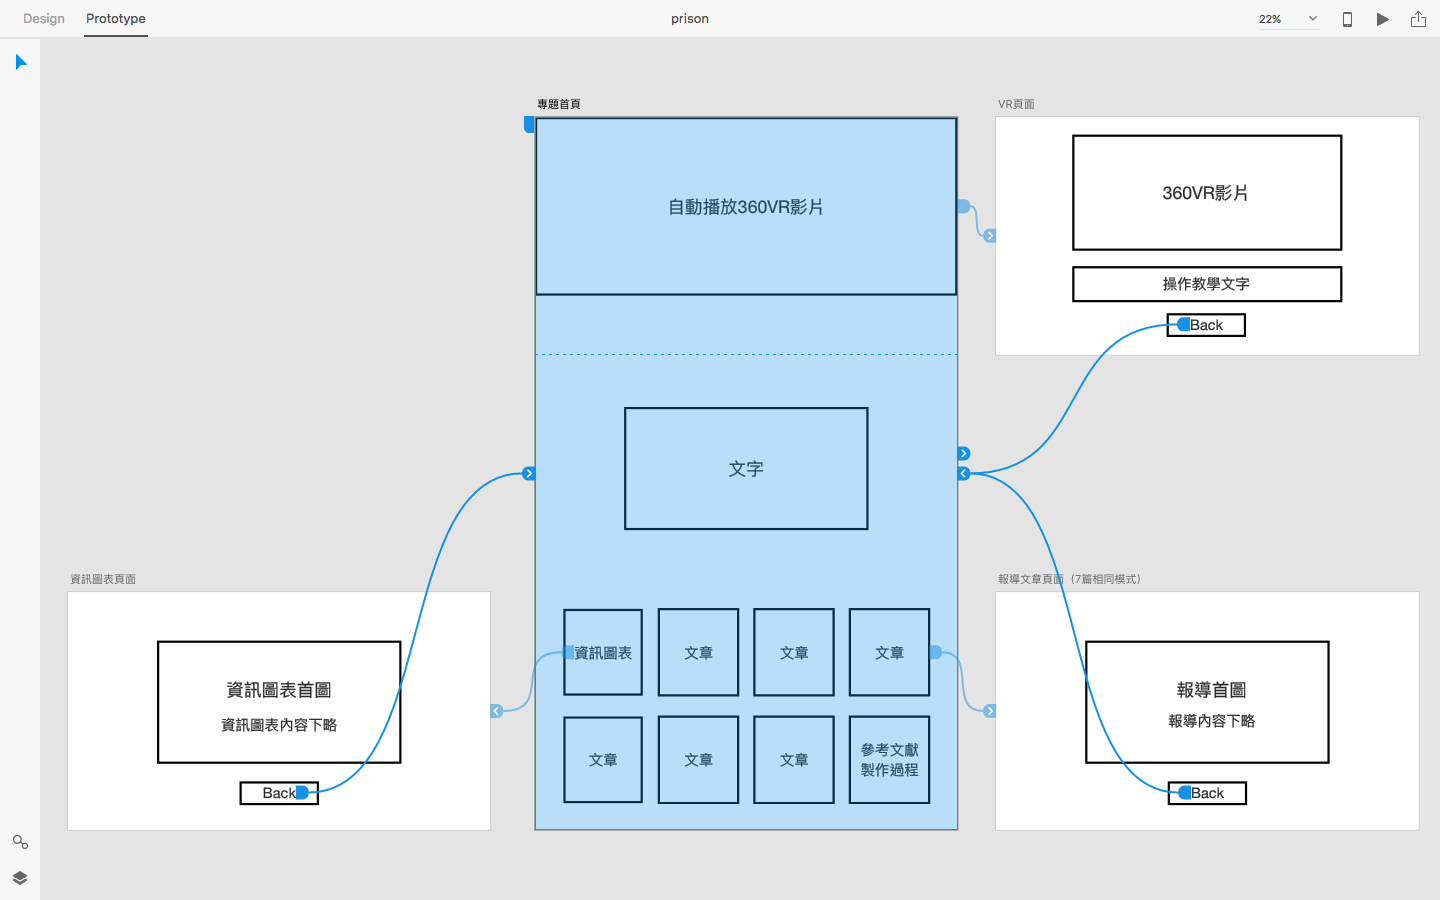 Design
Prototype
prison
22%
專題首頁
自動播放360VR影片
文字
資訊圖表
文章
文章
文章
文章
文章
文章
參考文獻
製作過程
VR頁面
360VR影片
操作教學文字
Back
資訊圖表頁面
資訊圖表首圖
資訊圖表內容下略
Back
報導文章頁面（7篇相同模式）
報導首圖
報導內容下略
Back